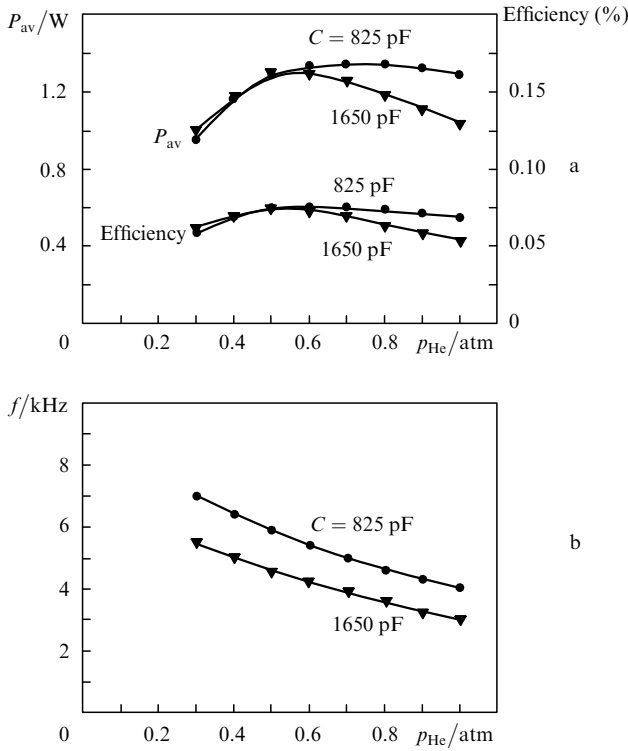 P_av/W
Efficiency (%)
C = 825 pF
1.2
0.15
1650 pF
P_av
0.8
0.10
a
825 pF
Efficiency
0.4
0.05
1650 pF
0
0
0.2
0.4
0.6
0.8
p_He/atm
f/kHz
8
C = 825 pF
6
b
4
1650 pF
2
0
0.2
0.4
0.6
0.8
p_He/atm